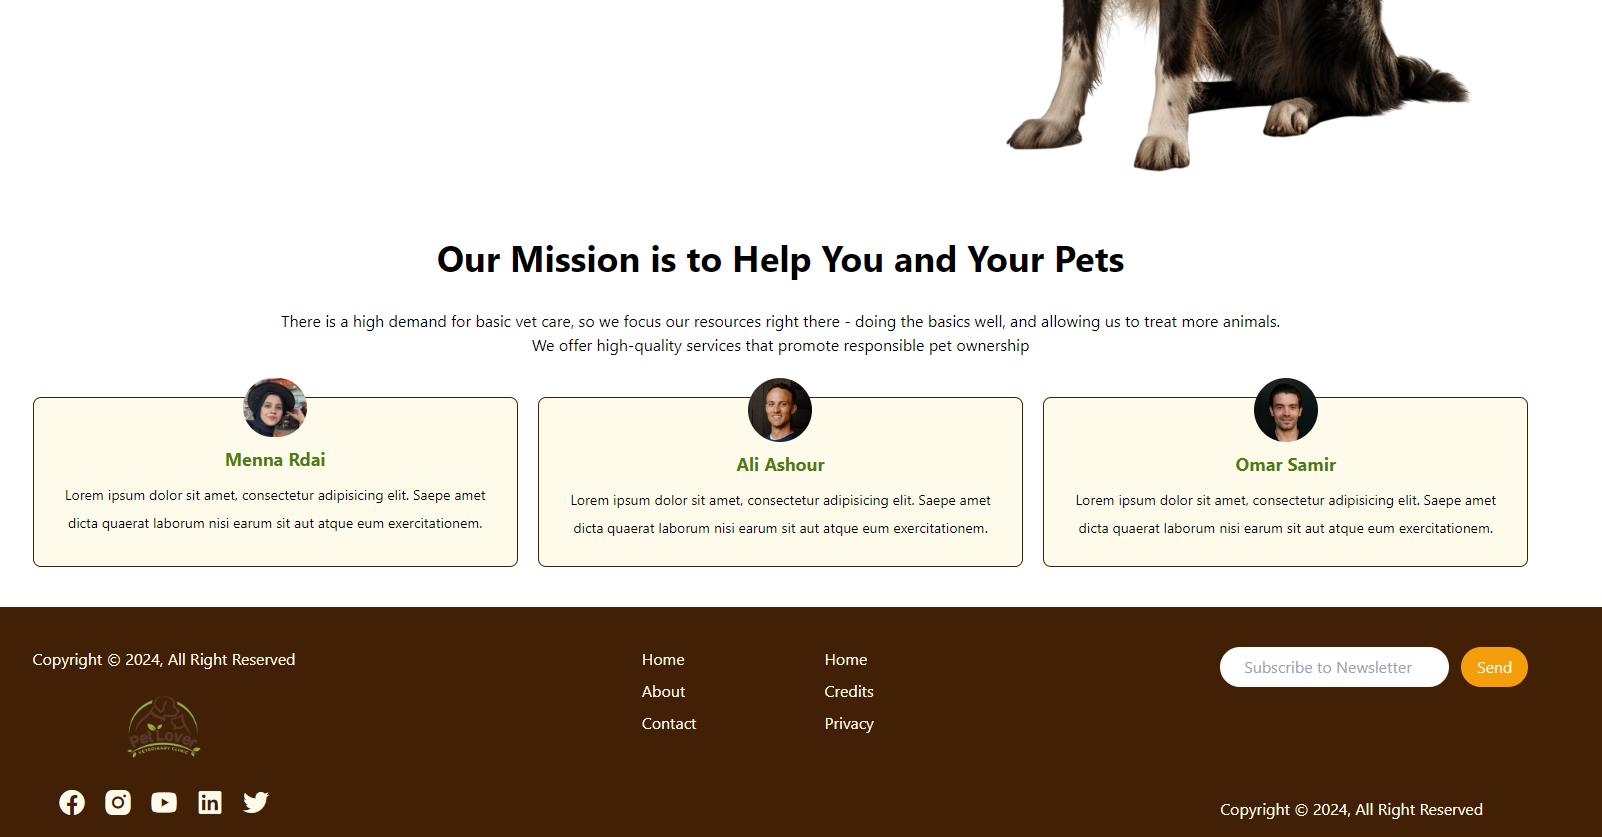 Our Mission is to Help You and Your Pets
There is a high demand for basic vet care, so we focus our resources right there - doing the basics well, and allowing us to treat more animals.
We offer high-quality services that promote responsible pet ownership
Menna Rdai
Lorem ipsum dolor sit amet, consectetur adipisicing elit. Saepe amet
dicta quaerat laborum nisi earum sit aut atque eum exercitationem.
Ali Ashour
Lorem ipsum dolor sit amet, consectetur adipisicing elit. Saepe amet
dicta quaerat laborum nisi earum sit aut atque eum exercitationem.
Omar Samir
Lorem ipsum dolor sit amet, consectetur adipisicing elit. Saepe amet
dicta quaerat laborum nisi earum sit aut atque eum exercitationem.
Copyright © 2024, All Right Reserved
Pet Lover
VETERINARY CLINIC
Home
About
Contact
Home
Credits
Privacy
Subscribe to Newsletter
Send
Copyright © 2024, All Right Reserved